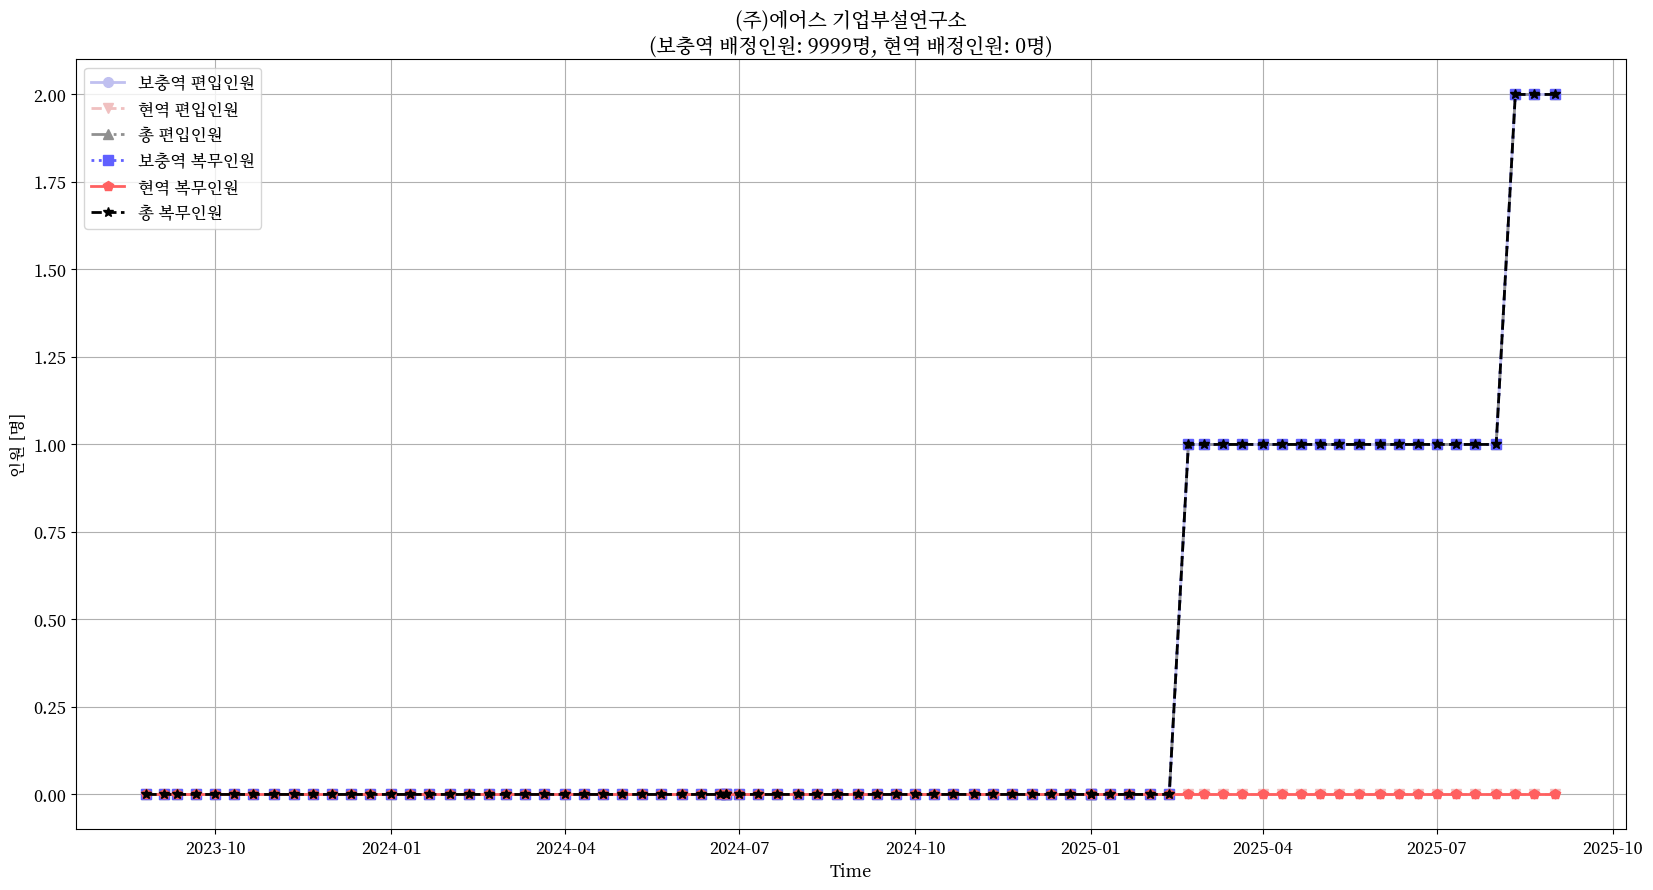 (주)에어스 기업부설연구소
(보충역 배정인원: 9999명, 현역 배정인원: 0명)
보충역 편입인원
현역 편입인원
총 편입인원
보충역 복무인원
현역 복무인원
총 복무인원
2.00
1.75
1.50
1.25
1.00
0.75
0.50
0.25
0.00
인원 [명]
2023-10 2024-01 2024-04 2024-07 2024-10 2025-01 2025-04 2025-07 2025-10
Time